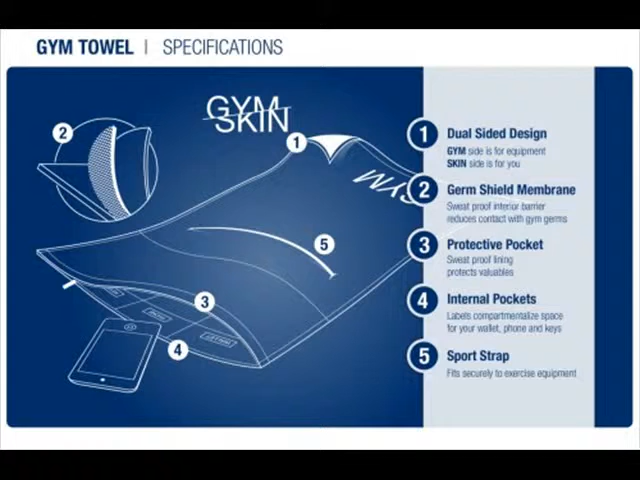 GYM TOWEL | SPECIFICATIONS
GYM
SKIN
2
1
5
3
4
GYM
1 Dual Sided Design
GYM side is for equipment
SKIN side is for you
2 Germ Shield Membrane
Sweat proof interior barrier
reduces contact with gym germs
3 Protective Pocket
Sweat proof lining
protects valuables
4 Internal Pockets
Labels compartmentalize space
for your wallet, phone and keys
5 Sport Strap
Fits securely to exercise equipment